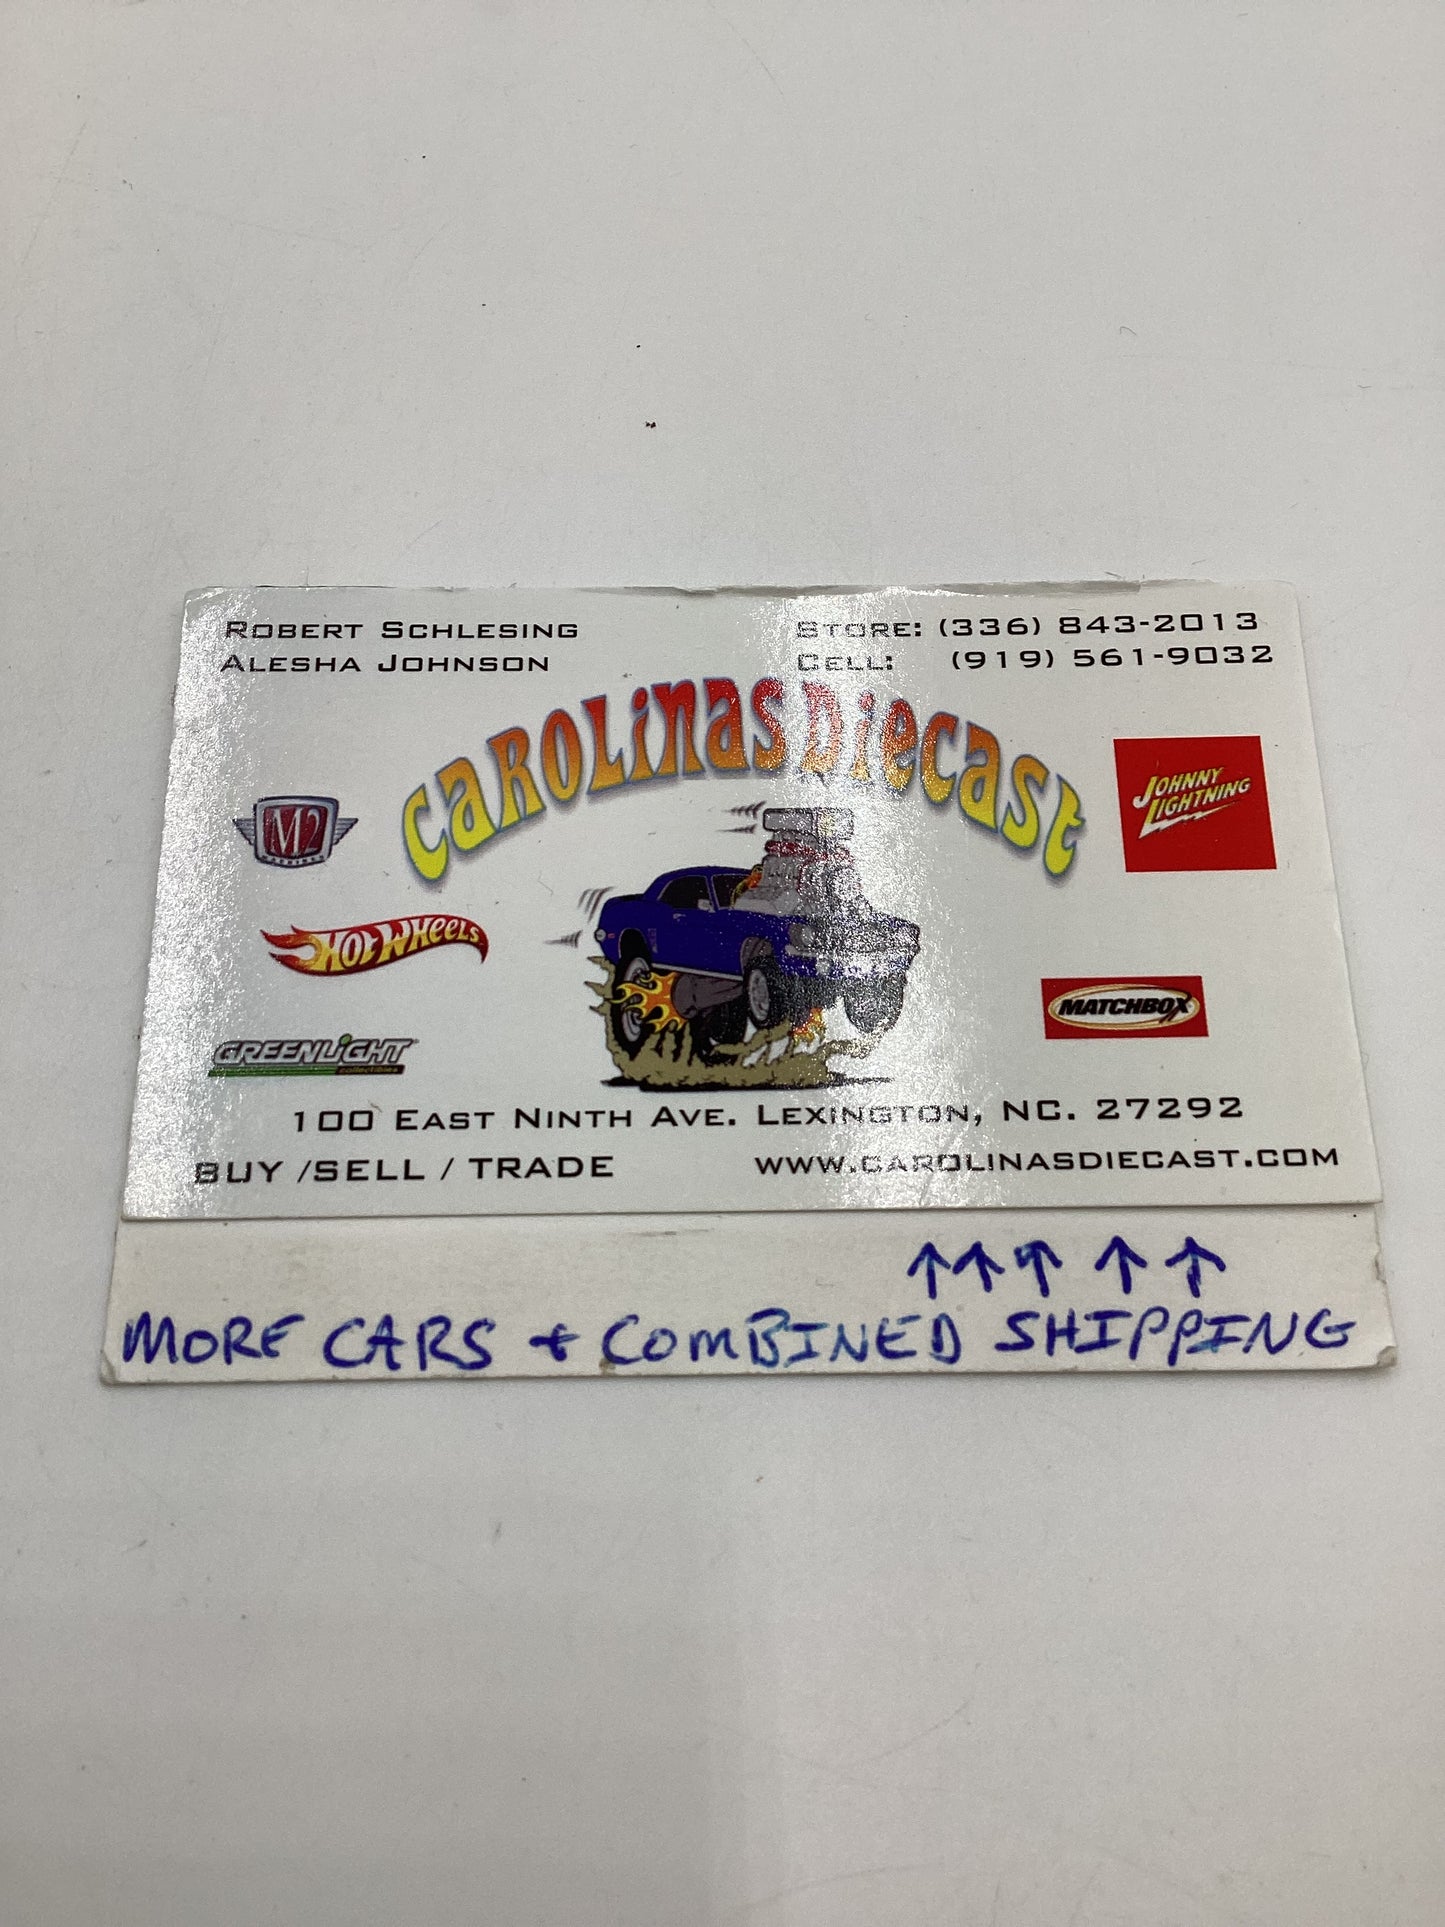 ROBERT SCHLESING
ALESHA JOHNSON
STORE: (336) 843-2013
CELL: (919) 561-9032
CAROLINAS DIECAST
M2
MACHINES
JOHNNY
LIGHTNING
HOT WHEELS
MATCHBOX
GREENLIGHT
collectibles
100 EAST NINTH AVE. LEXINGTON, NC. 27292
BUY /SELL / TRADE
WWW.CAROLINASDIECAST.COM
↑↑↑↑↑
MORE CARS + COMBINED SHIPPING